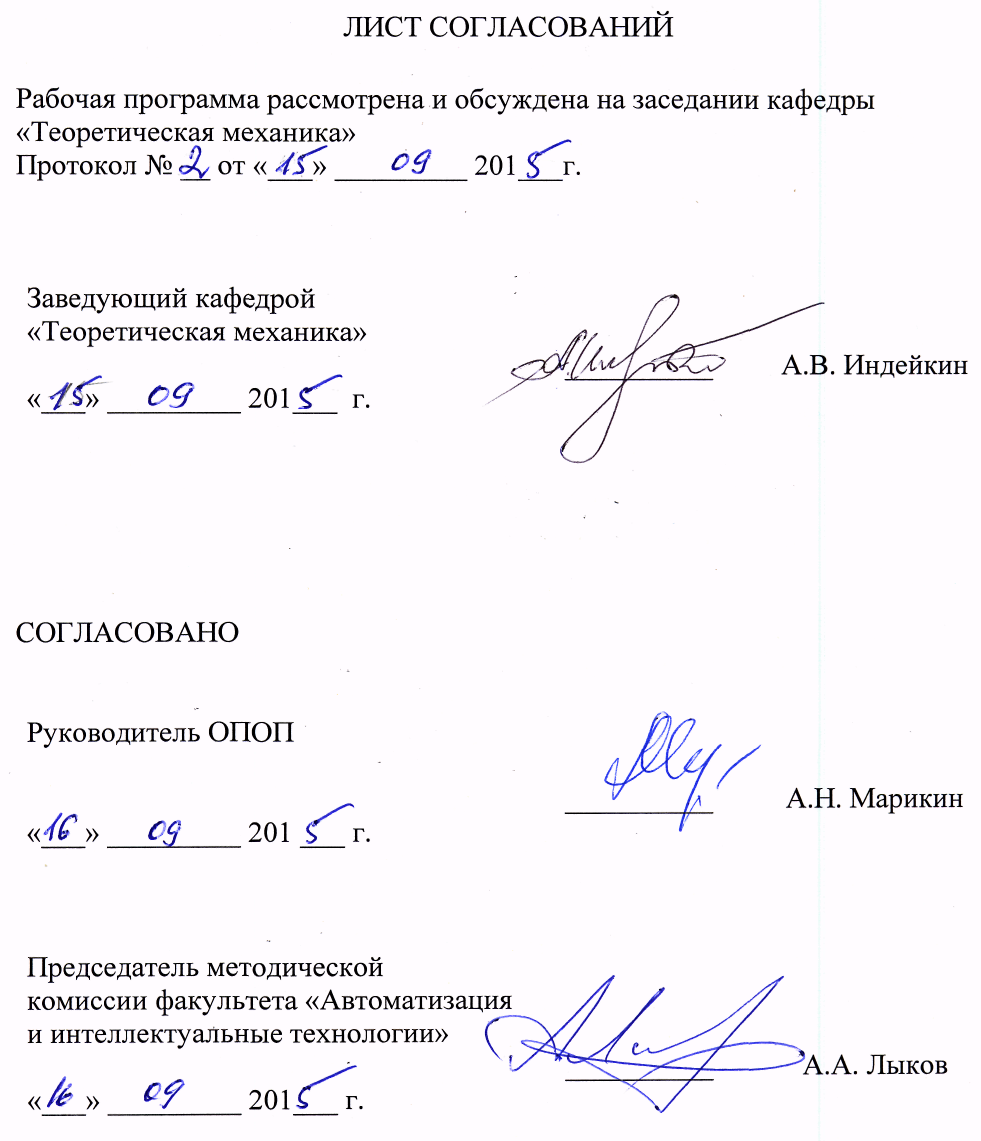 ЛИСТ СОГЛАСОВАНИЙ
Рабочая программа рассмотрена и обсуждена на заседании кафедры
«Теоретическая механика»
Протокол № 2 от «15» 09 2015 г.
Заведующий кафедрой
«Теоретическая механика»
А.В. Индейкин
«15» 09 2015 г.
СОГЛАСОВАНО
Руководитель ОПОП
А.Н. Марикин
«16» 09 2015 г.
Председатель методической
комиссии факультета «Автоматизация
и интеллектуальные технологии»
А.А. Лыков
«16» 09 2015 г.